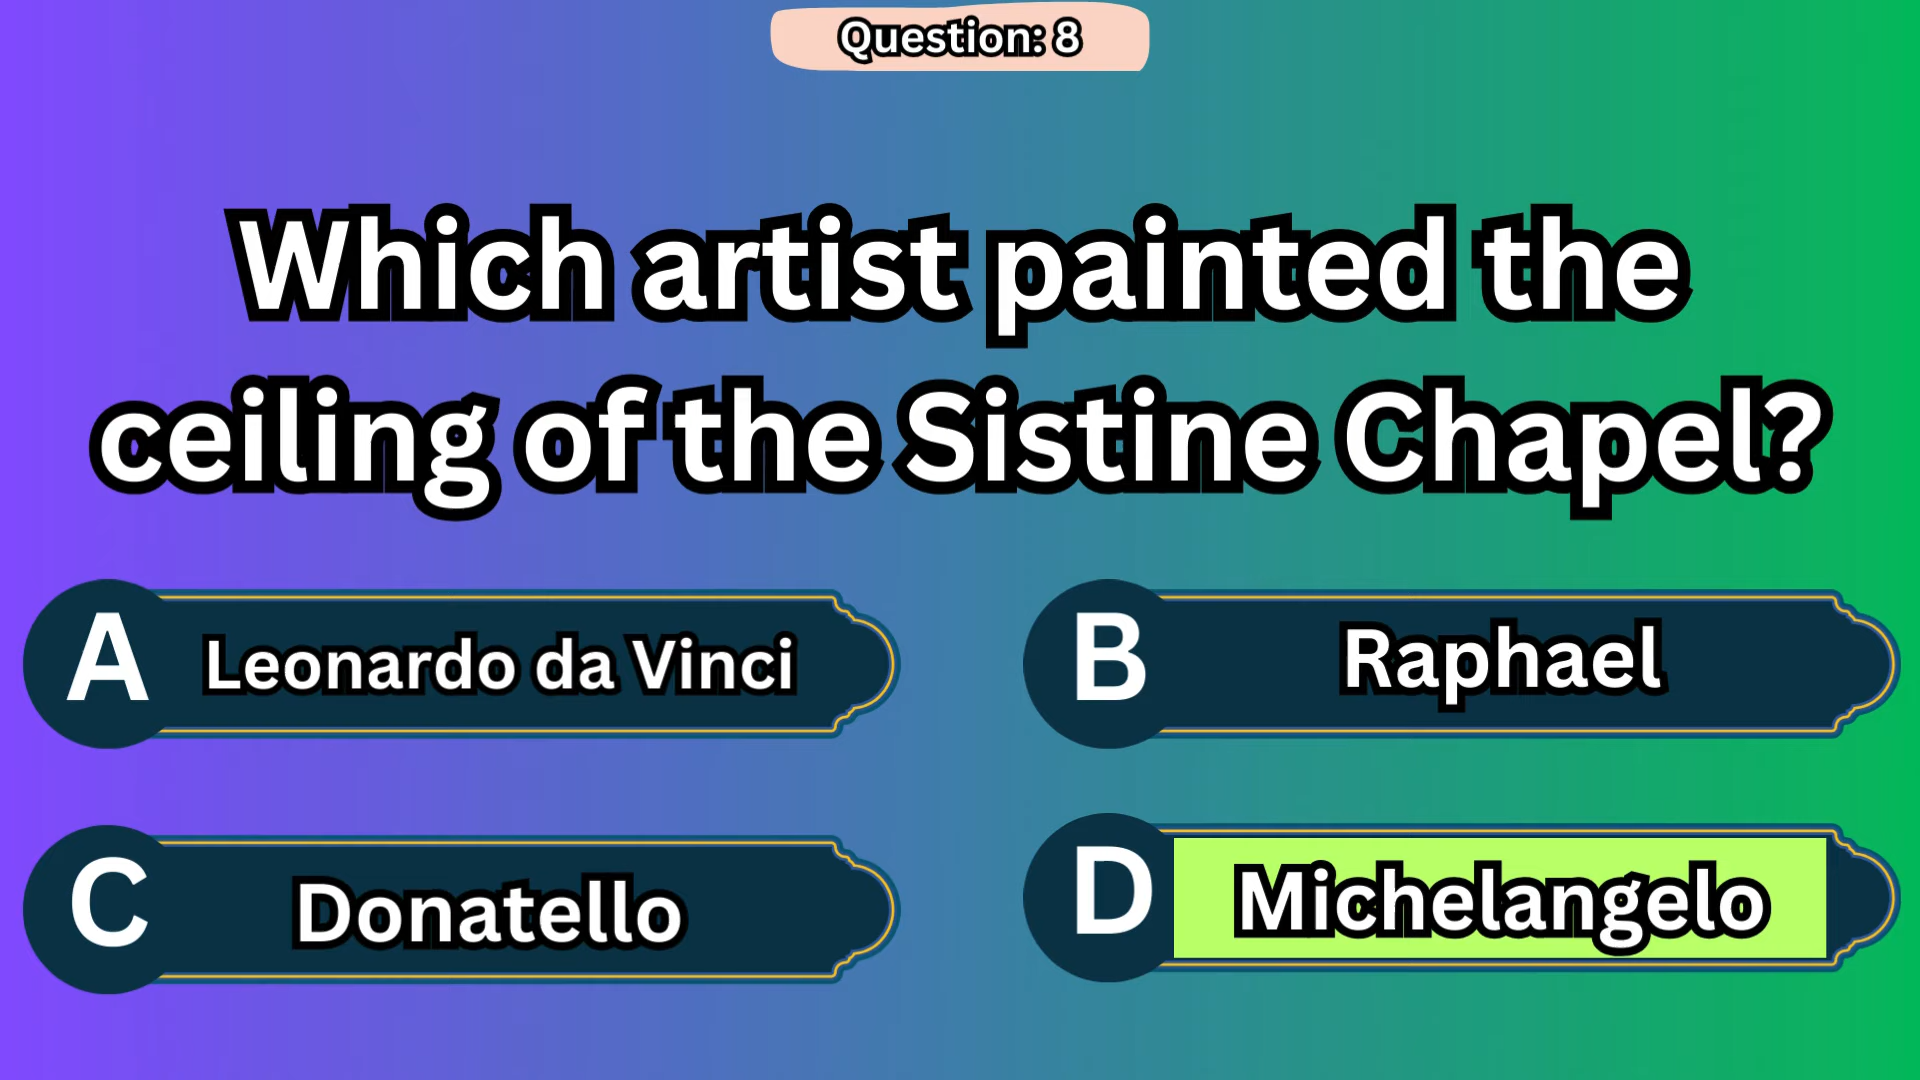 Question: 8
Which artist painted the
ceiling of the Sistine Chapel?
A Leonardo da Vinci
B Raphael
C Donatello
D Michelangelo